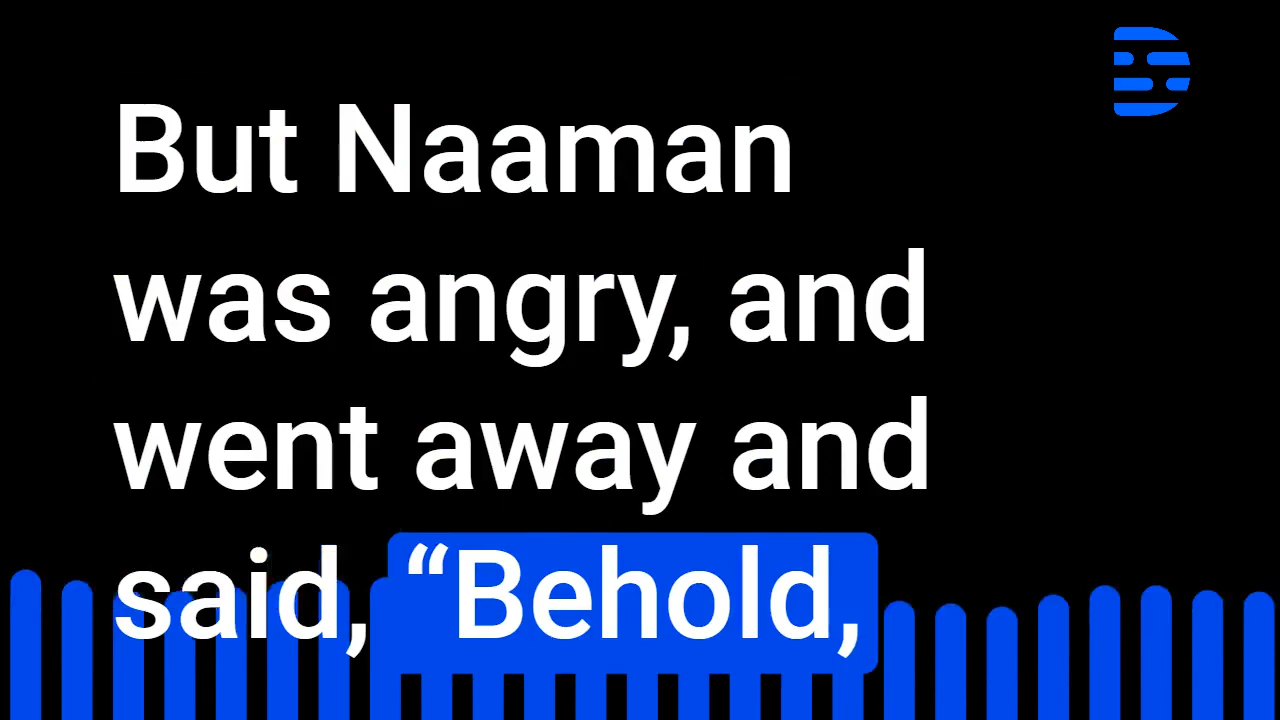 But Naaman
was angry, and
went away and
said, “Behold,